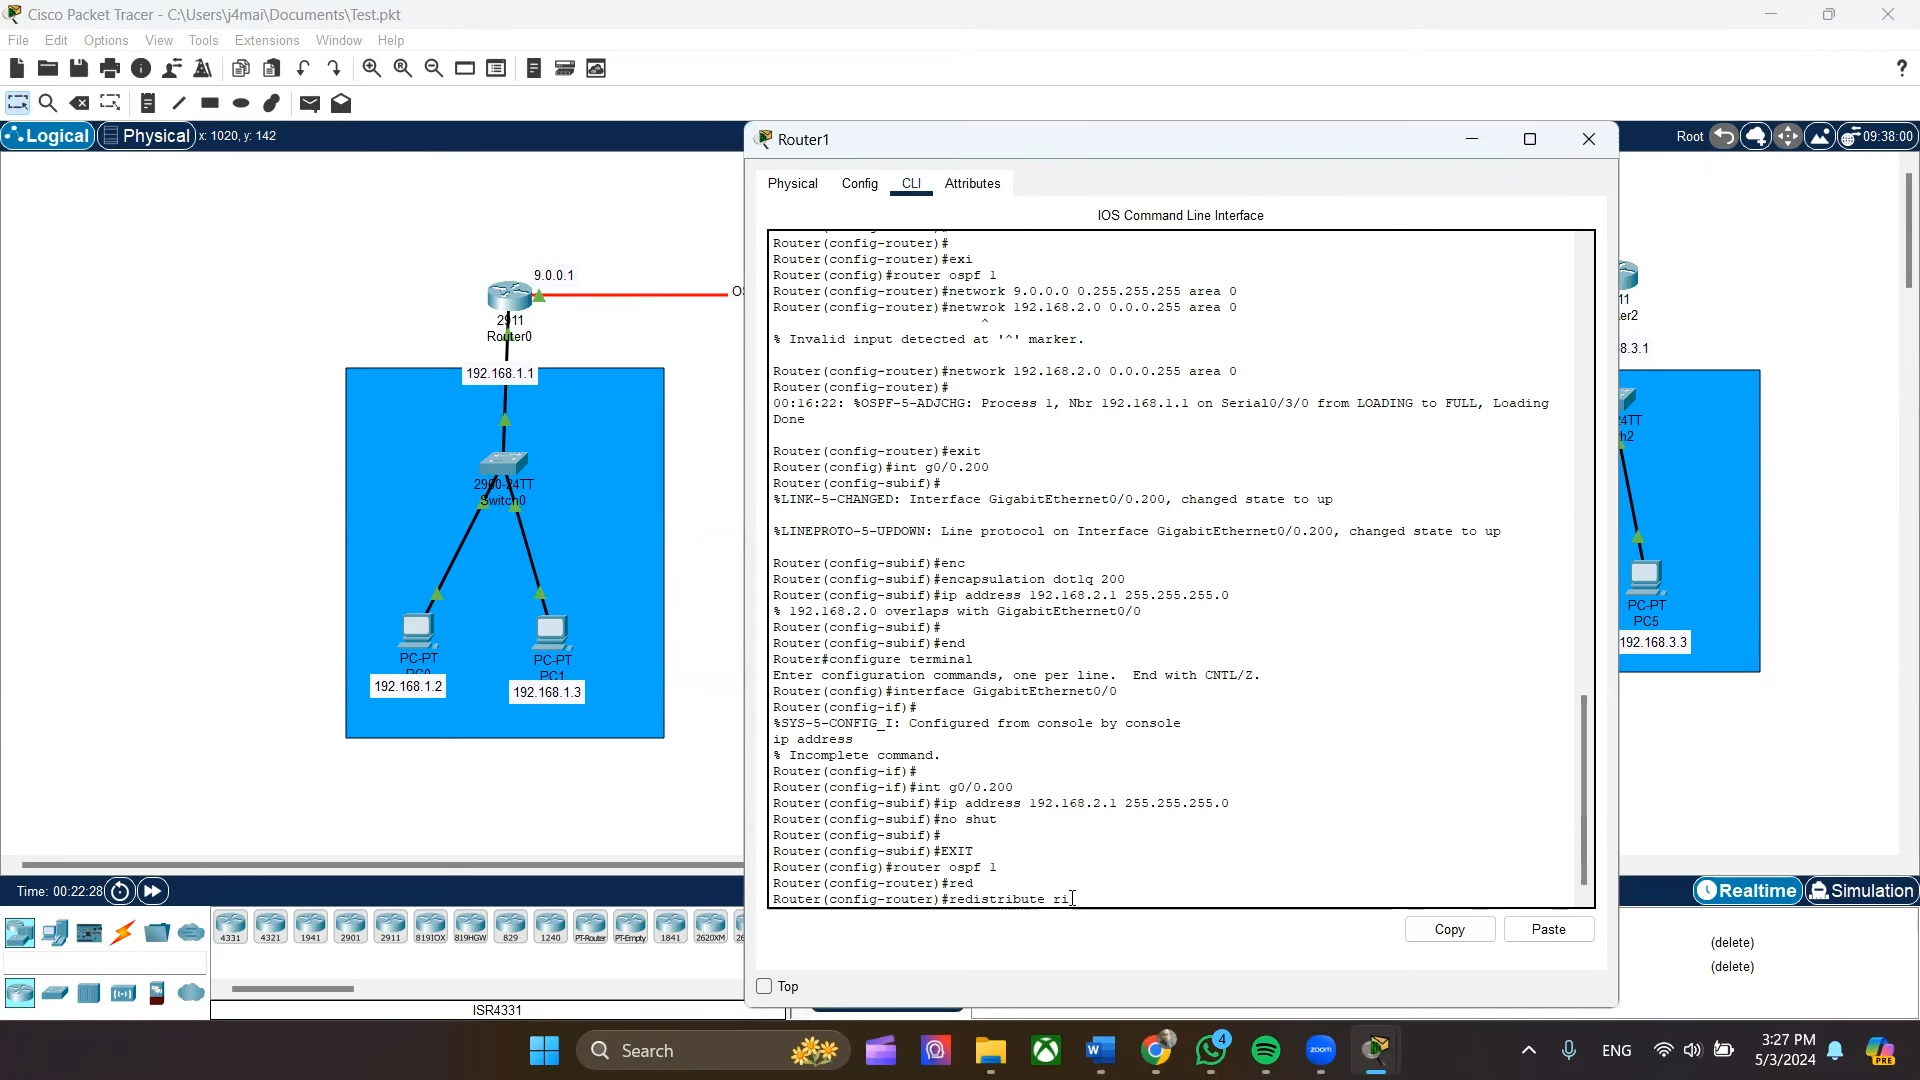 Cisco Packet Tracer - C:\Users\j4mai\Documents\Test.pkt
File Edit Options View Tools Extensions Window Help
Logical Physical x: 1020, y: 142
Root 09:38:00
9.0.0.1
2911
Router0
192.168.1.1
2960-24TT
Switch0
PC-PT
PC0
192.168.1.2
PC-PT
PC1
192.168.1.3
Router1
Physical Config CLI Attributes
IOS Command Line Interface
Router(config-router)#
Router(config-router)#exi
Router(config)#router ospf 1
Router(config-router)#network 9.0.0.0 0.255.255.255 area 0
Router(config-router)#netwrok 192.168.2.0 0.0.0.255 area 0
^
% Invalid input detected at '^' marker.
Router(config-router)#network 192.168.2.0 0.0.0.255 area 0
Router(config-router)#
00:16:22: %OSPF-5-ADJCHG: Process 1, Nbr 192.168.1.1 on Serial0/3/0 from LOADING to FULL, Loading
Done
Router(config-router)#exit
Router(config)#int g0/0.200
Router(config-subif)#
%LINK-5-CHANGED: Interface GigabitEthernet0/0.200, changed state to up
%LINEPROTO-5-UPDOWN: Line protocol on Interface GigabitEthernet0/0.200, changed state to up
Router(config-subif)#enc
Router(config-subif)#encapsulation dot1q 200
Router(config-subif)#ip address 192.168.2.1 255.255.255.0
% 192.168.2.0 overlaps with GigabitEthernet0/0
Router(config-subif)#
Router(config-subif)#end
Router#configure terminal
Enter configuration commands, one per line. End with CNTL/Z.
Router(config)#interface GigabitEthernet0/0
Router(config-if)#
%SYS-5-CONFIG_I: Configured from console by console
ip address
% Incomplete command.
Router(config-if)#
Router(config-if)#int g0/0.200
Router(config-subif)#ip address 192.168.2.1 255.255.255.0
Router(config-subif)#no shut
Router(config-subif)#
Router(config-subif)#EXIT
Router(config)#router ospf 1
Router(config-router)#red
Router(config-router)#redistribute ri
Copy Paste
Top
11
er2
8.3.1
4TT
h2
PC-PT
PC5
192.168.3.3
Time: 00:22:28
Realtime Simulation
4331 4321 1941 2901 2911 819IOX 819HGW 829 1240 PT-Router PT-Empty 1841 2620XM
ISR4331
(delete)
(delete)
Search
4
zoom
ENG
3:27 PM
5/3/2024
PRE